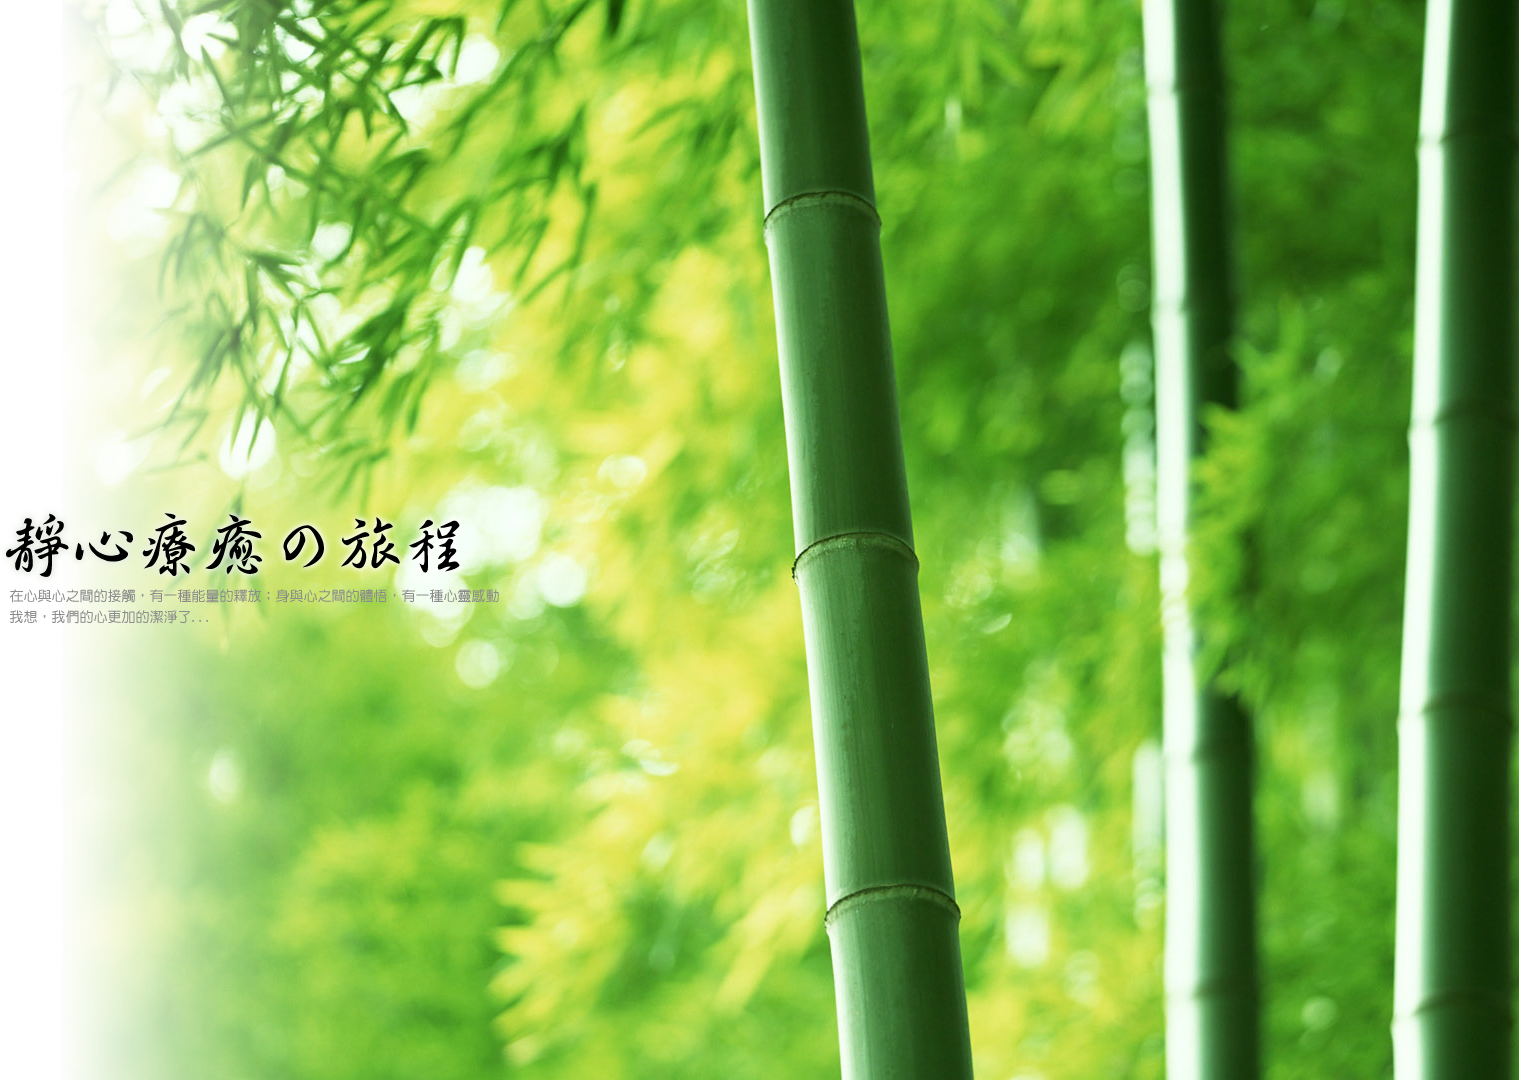 靜心療癒の旅程
在心與心之間的接觸，有一種能量的釋放；身與心之間的體悟，有一種心靈感動
我想，我們的心更加的潔淨了...